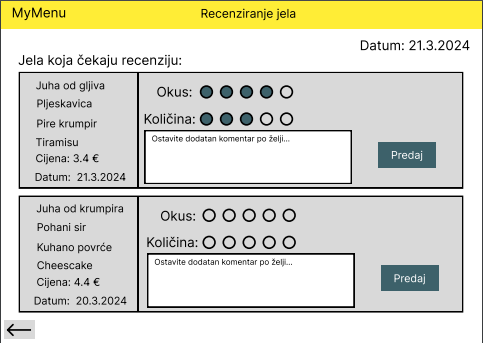 MyMenu
Recenziranje jela
Datum: 21.3.2024
Jela koja čekaju recenziju:
Juha od gljiva
Pljeskavica
Pire krumpir
Tiramisu
Cijena: 3.4 €
Datum: 21.3.2024
Okus:
Količina:
Ostavite dodatan komentar po želji...
Predaj
Juha od krumpira
Pohani sir
Kuhano povrće
Cheescake
Cijena: 4.4 €
Datum: 20.3.2024
Okus:
Količina:
Ostavite dodatan komentar po želji...
Predaj